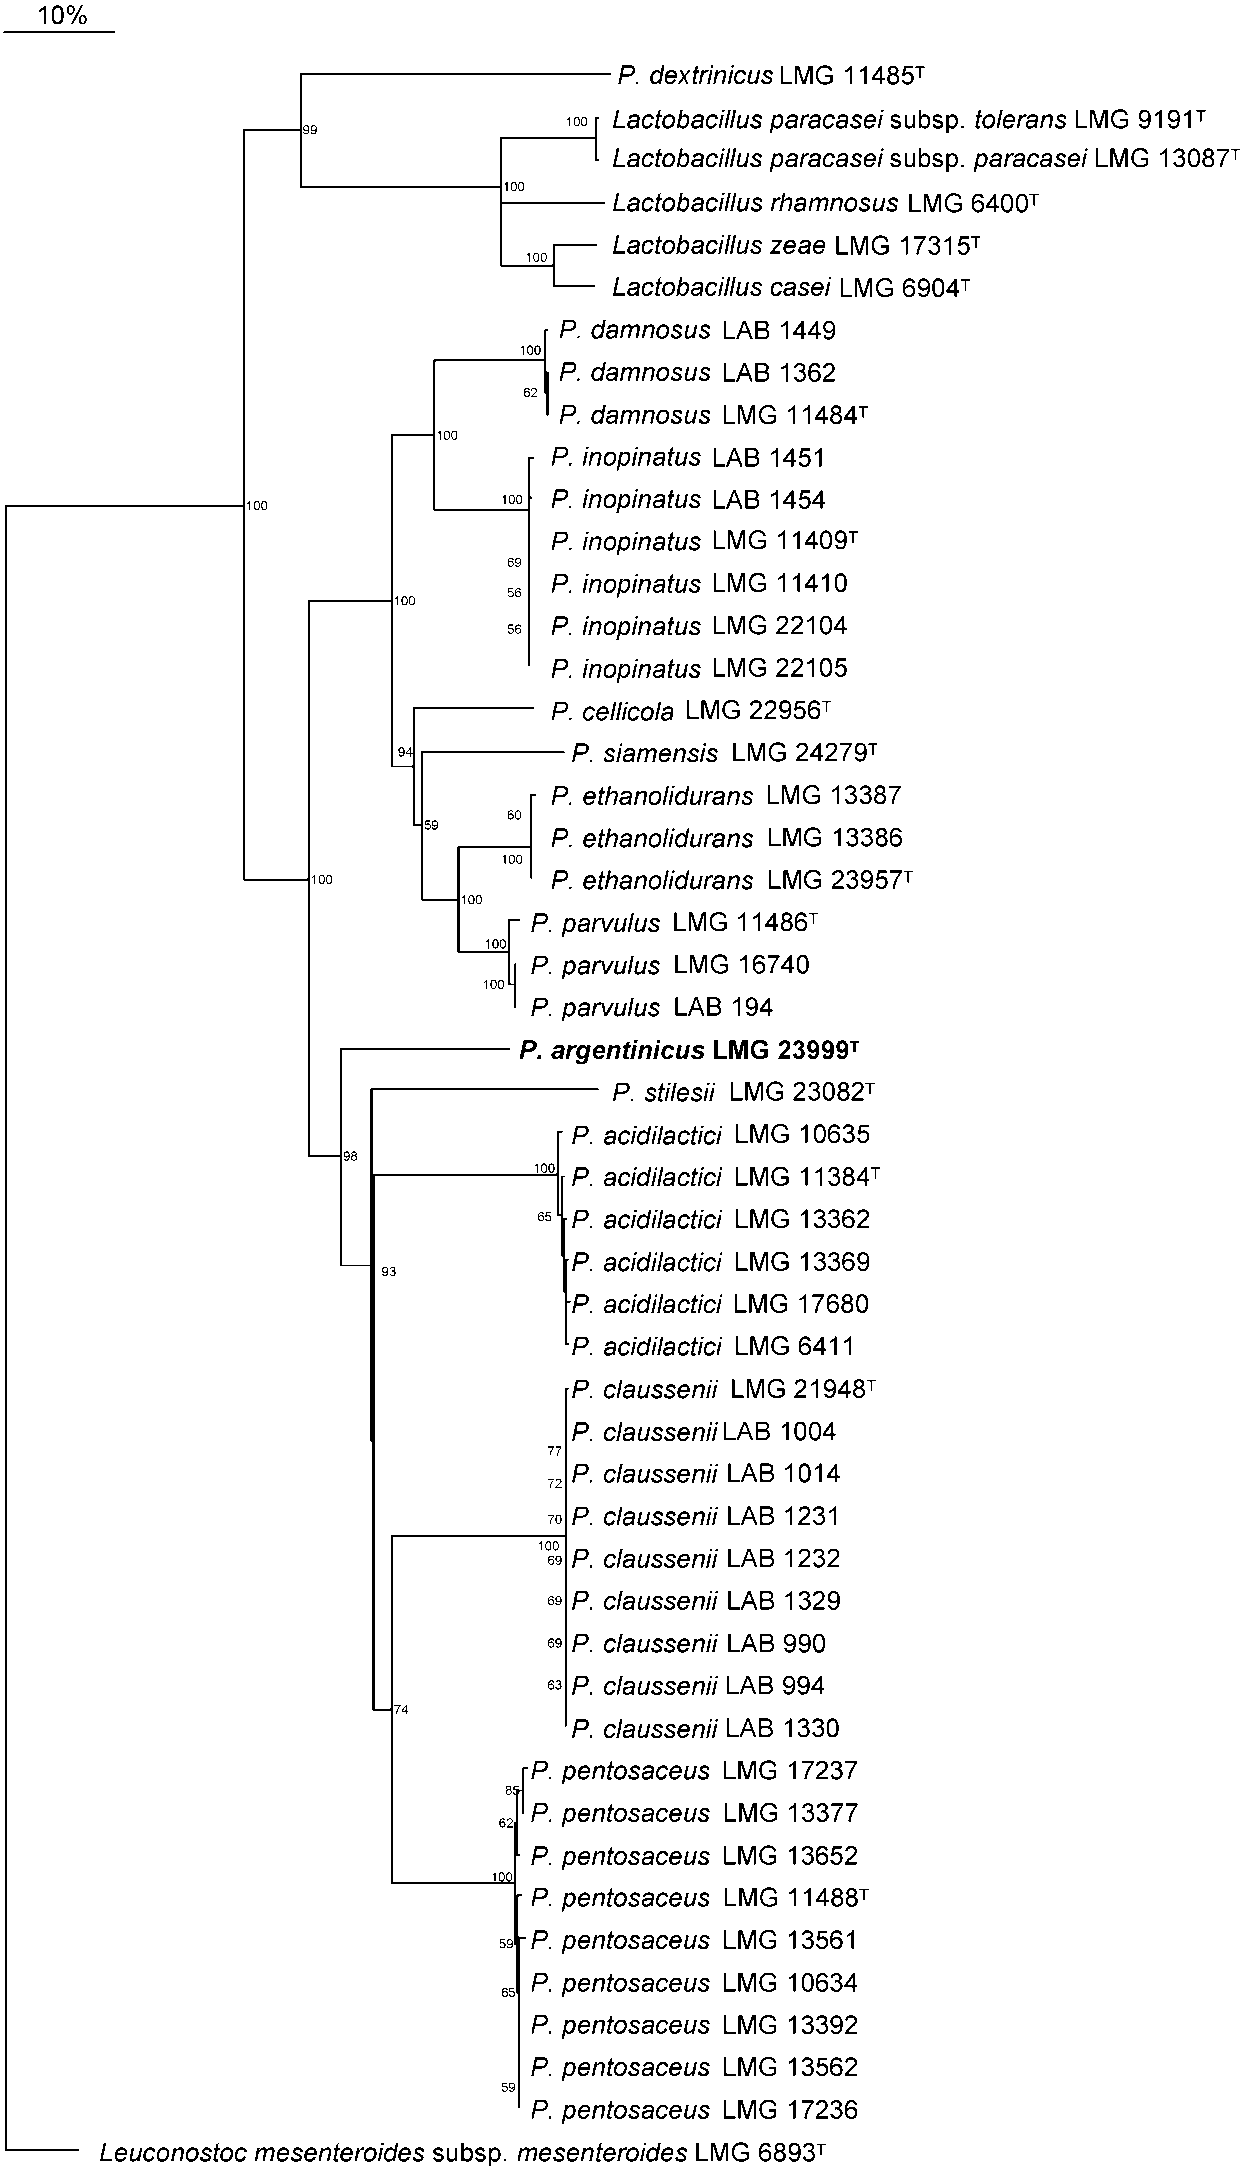 10%
P. dextrinicus LMG 11485ᵀ
99
100
Lactobacillus paracasei subsp. tolerans LMG 9191ᵀ
Lactobacillus paracasei subsp. paracasei LMG 13087ᵀ
100
Lactobacillus rhamnosus LMG 6400ᵀ
Lactobacillus zeae LMG 17315ᵀ
100
Lactobacillus casei LMG 6904ᵀ
P. damnosus LAB 1449
100
P. damnosus LAB 1362
62
P. damnosus LMG 11484ᵀ
100
P. inopinatus LAB 1451
100
P. inopinatus LAB 1454
100
P. inopinatus LMG 11409ᵀ
69
P. inopinatus LMG 11410
56
100
P. inopinatus LMG 22104
56
P. inopinatus LMG 22105
P. cellicola LMG 22956ᵀ
94
P. siamensis LMG 24279ᵀ
P. ethanolidurans LMG 13387
60
59
P. ethanolidurans LMG 13386
100
P. ethanolidurans LMG 23957ᵀ
100
100
P. parvulus LMG 11486ᵀ
100
P. parvulus LMG 16740
100
P. parvulus LAB 194
P. argentinicus LMG 23999ᵀ
P. stilesii LMG 23082ᵀ
P. acidilactici LMG 10635
98
100
P. acidilactici LMG 11384ᵀ
65
P. acidilactici LMG 13362
P. acidilactici LMG 13369
93
P. acidilactici LMG 17680
P. acidilactici LMG 6411
P. claussenii LMG 21948ᵀ
P. claussenii LAB 1004
77
P. claussenii LAB 1014
72
P. claussenii LAB 1231
70
100
P. claussenii LAB 1232
69
P. claussenii LAB 1329
69
P. claussenii LAB 990
69
P. claussenii LAB 994
63
74
P. claussenii LAB 1330
P. pentosaceus LMG 17237
85
P. pentosaceus LMG 13377
62
P. pentosaceus LMG 13652
100
P. pentosaceus LMG 11488ᵀ
P. pentosaceus LMG 13561
59
P. pentosaceus LMG 10634
65
P. pentosaceus LMG 13392
P. pentosaceus LMG 13562
59
P. pentosaceus LMG 17236
Leuconostoc mesenteroides subsp. mesenteroides LMG 6893ᵀ